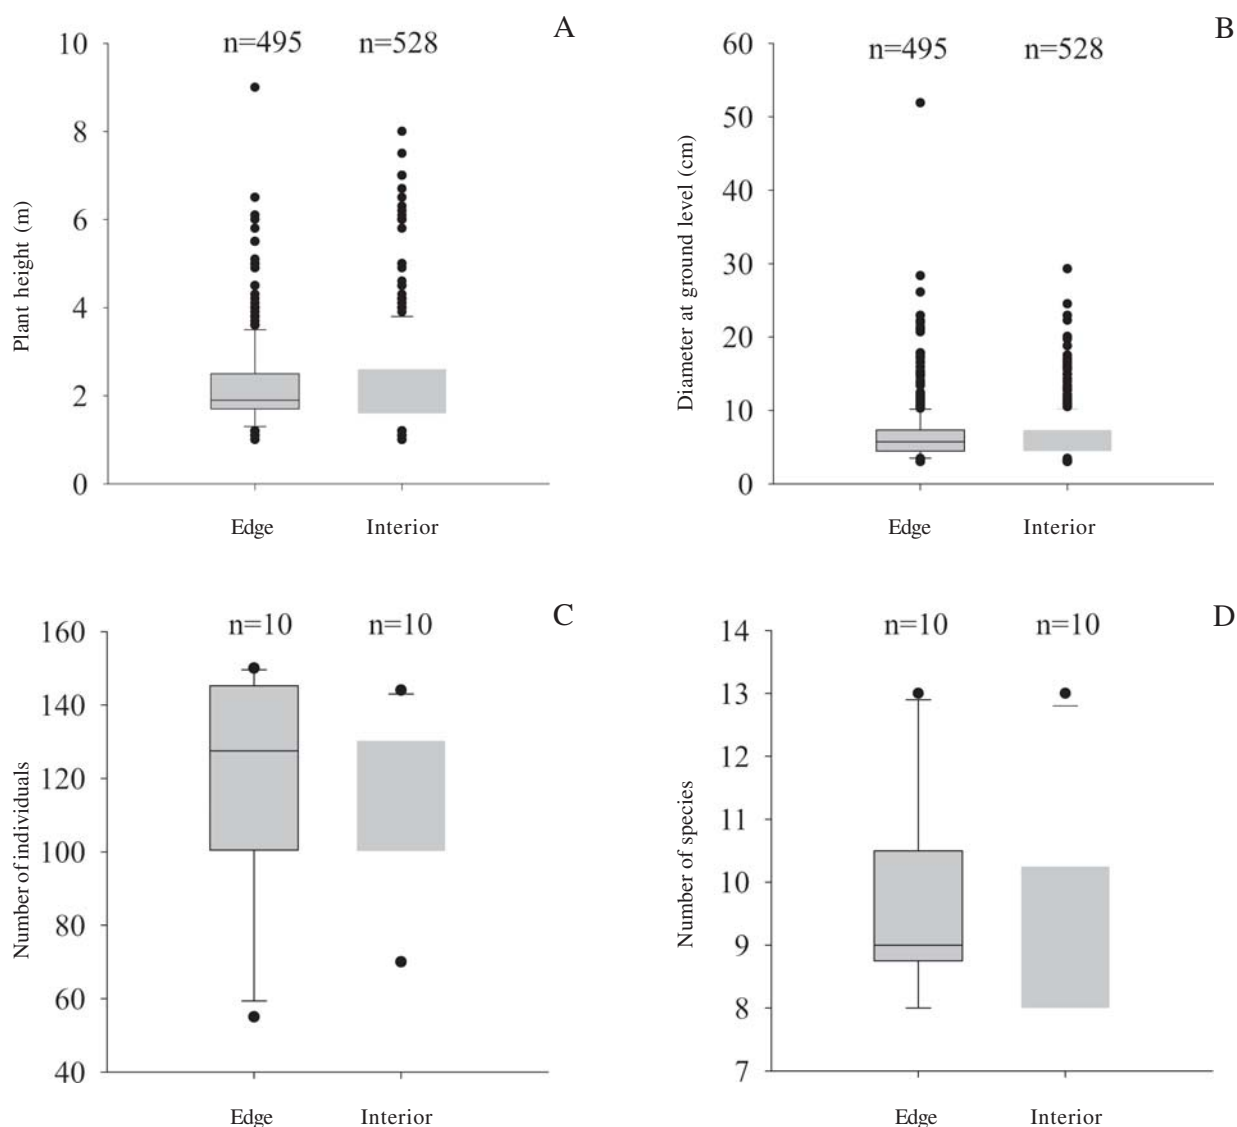 A
n=495 n=528
10
8
6
4
2
0
Plant height (m)
Edge Interior
B
n=495 n=528
60
50
40
30
20
10
0
Diameter at ground level (cm)
Edge Interior
C
n=10 n=10
160
140
120
100
80
60
40
Number of individuals
Edge Interior
D
n=10 n=10
14
13
12
11
10
9
8
7
Number of species
Edge Interior